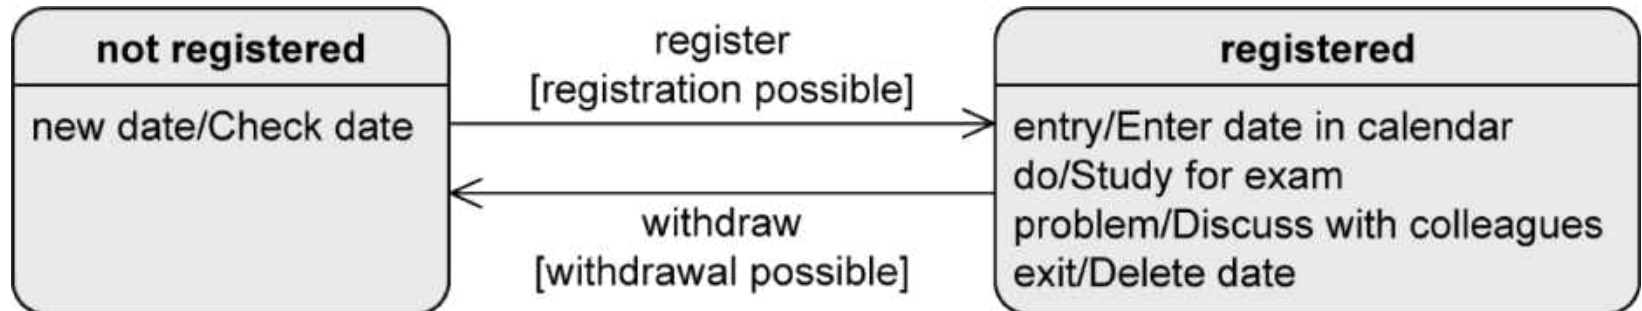 not registered
new date/Check date
register
[registration possible]
withdraw
[withdrawal possible]
registered
entry/Enter date in calendar
do/Study for exam
problem/Discuss with colleagues
exit/Delete date